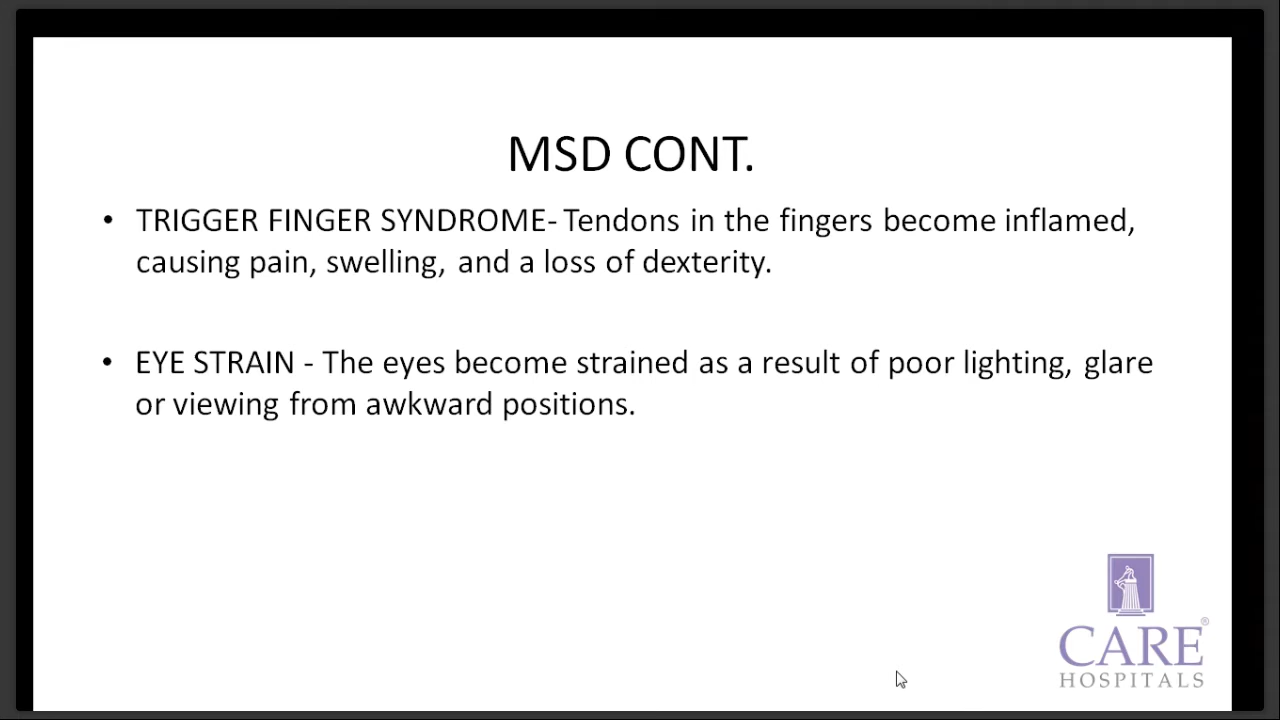 MSD CONT.
• TRIGGER FINGER SYNDROME- Tendons in the fingers become inflamed,
causing pain, swelling, and a loss of dexterity.
• EYE STRAIN - The eyes become strained as a result of poor lighting, glare
or viewing from awkward positions.
CARE®
HOSPITALS